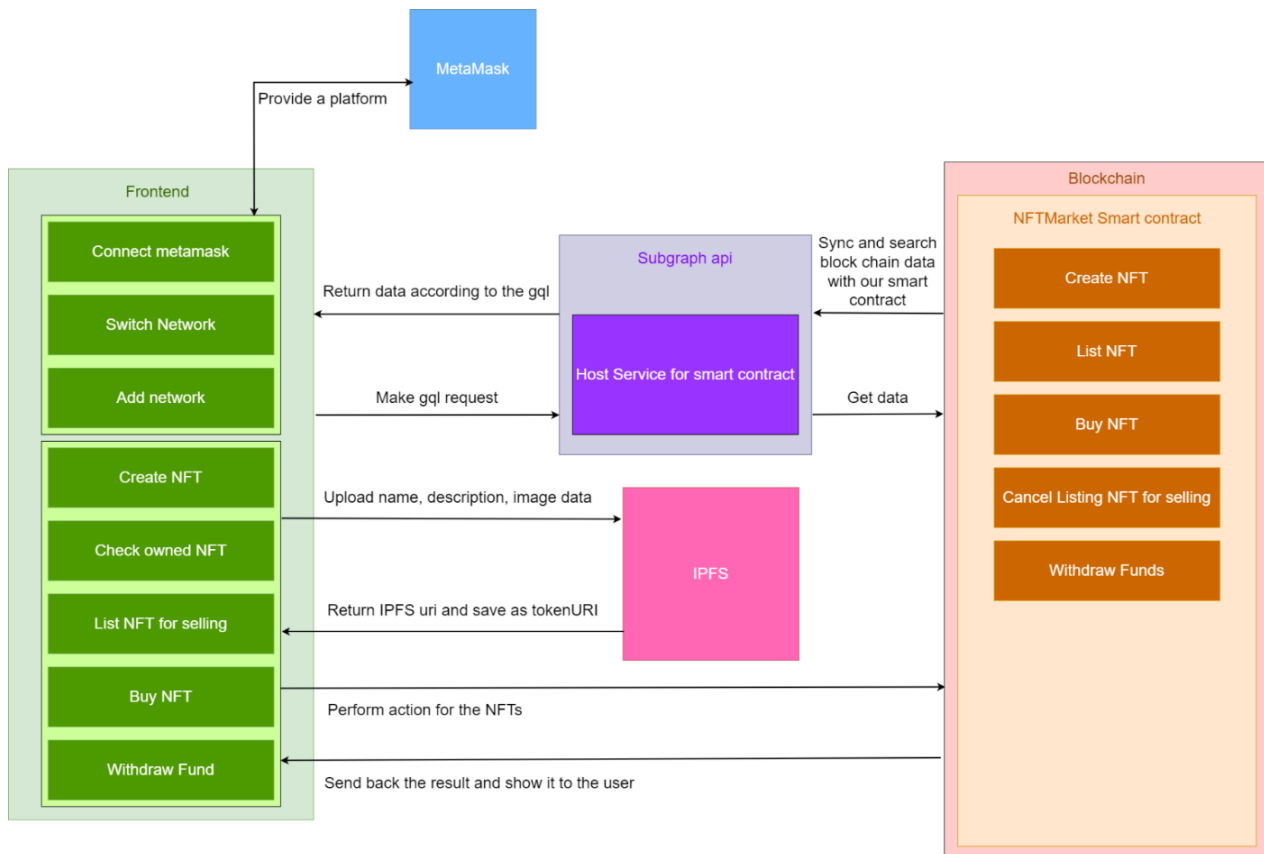 MetaMask
Provide a platform
Frontend
Connect metamask
Switch Network
Add network
Create NFT
Check owned NFT
List NFT for selling
Buy NFT
Withdraw Fund
Return data according to the gql
Make gql request
Subgraph api
Host Service for smart contract
Sync and search
block chain data
with our smart
contract
Get data
Upload name, description, image data
IPFS
Return IPFS uri and save as tokenURI
Perform action for the NFTs
Send back the result and show it to the user
Blockchain
NFTMarket Smart contract
Create NFT
List NFT
Buy NFT
Cancel Listing NFT for selling
Withdraw Funds